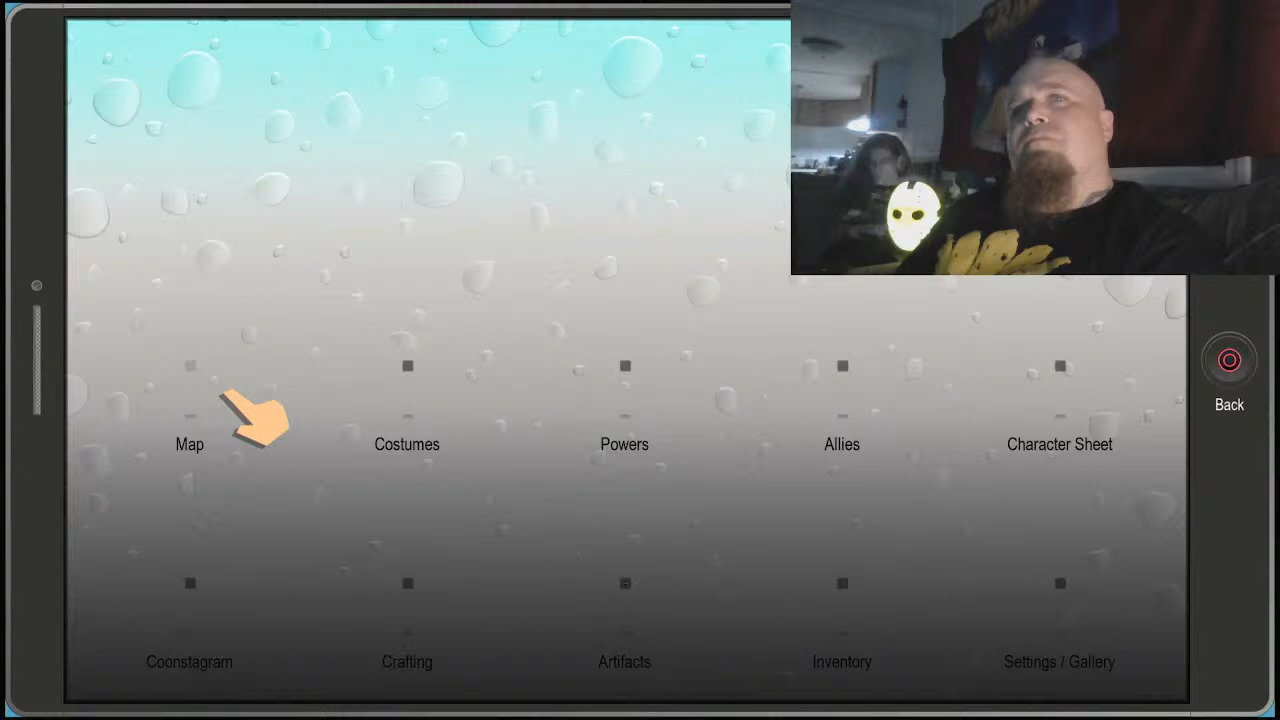 Back
Map
Costumes
Powers
Allies
Character Sheet
Coonstagram
Crafting
Artifacts
Inventory
Settings / Gallery